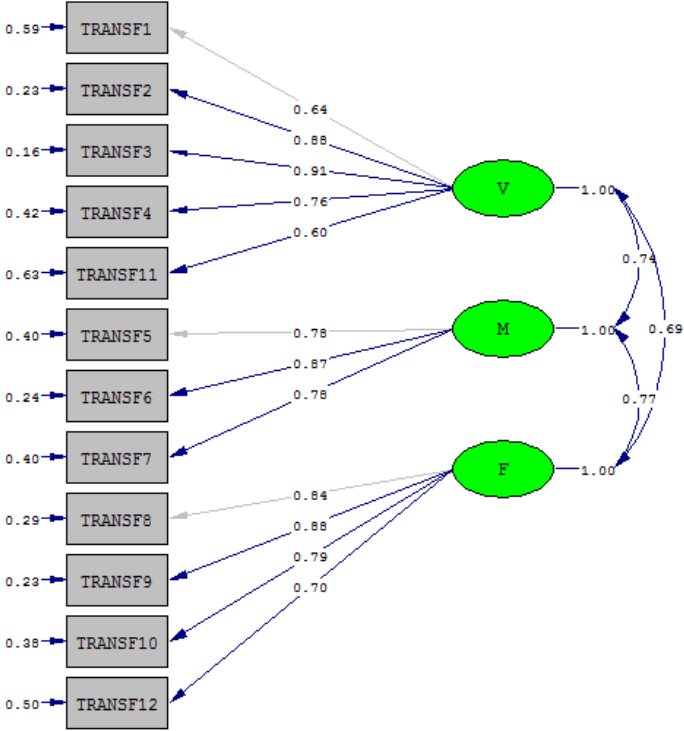 0.59 TRANSF1
0.64
0.23 TRANSF2
0.88
0.16 TRANSF3
0.91
V 1.00
0.42 TRANSF4
0.76
0.60
0.74
0.63 TRANSF11
0.40 TRANSF5
0.78
M 1.00
0.69
0.87
0.24 TRANSF6
0.78
0.77
0.40 TRANSF7
F 1.00
0.84
0.29 TRANSF8
0.88
0.79
0.23 TRANSF9
0.70
0.38 TRANSF10
0.50 TRANSF12